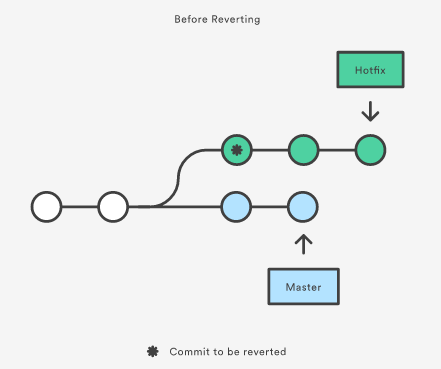 Before Reverting
Hotfix
Master
Commit to be reverted